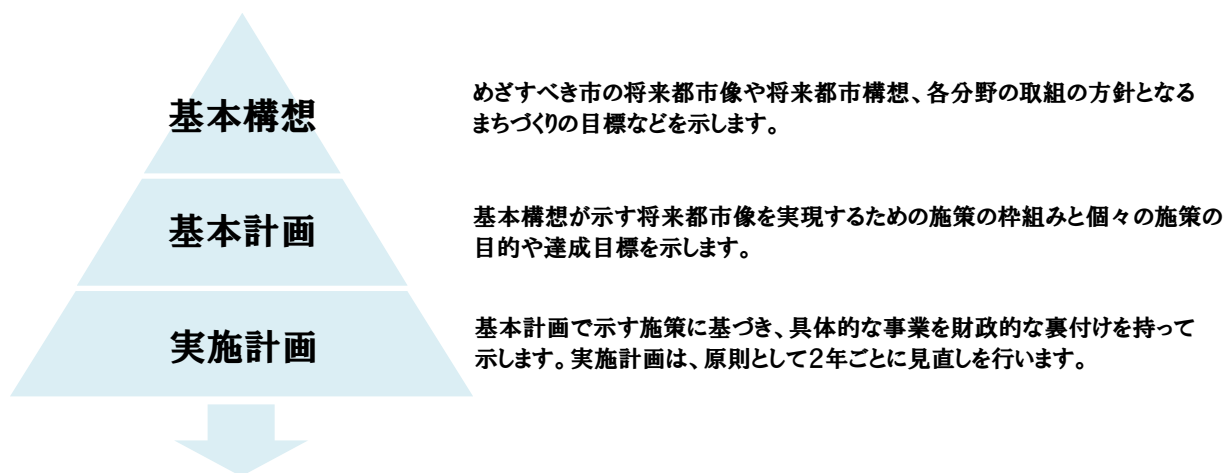 基本構想
めざすべき市の将来都市像や将来都市構想、各分野の取組の方針となる
まちづくりの目標などを示します。
基本計画
基本構想が示す将来都市像を実現するための施策の枠組みと個々の施策の
目的や達成目標を示します。
実施計画
基本計画で示す施策に基づき、具体的な事業を財政的な裏付けを持って
示します。実施計画は、原則として2年ごとに見直しを行います。